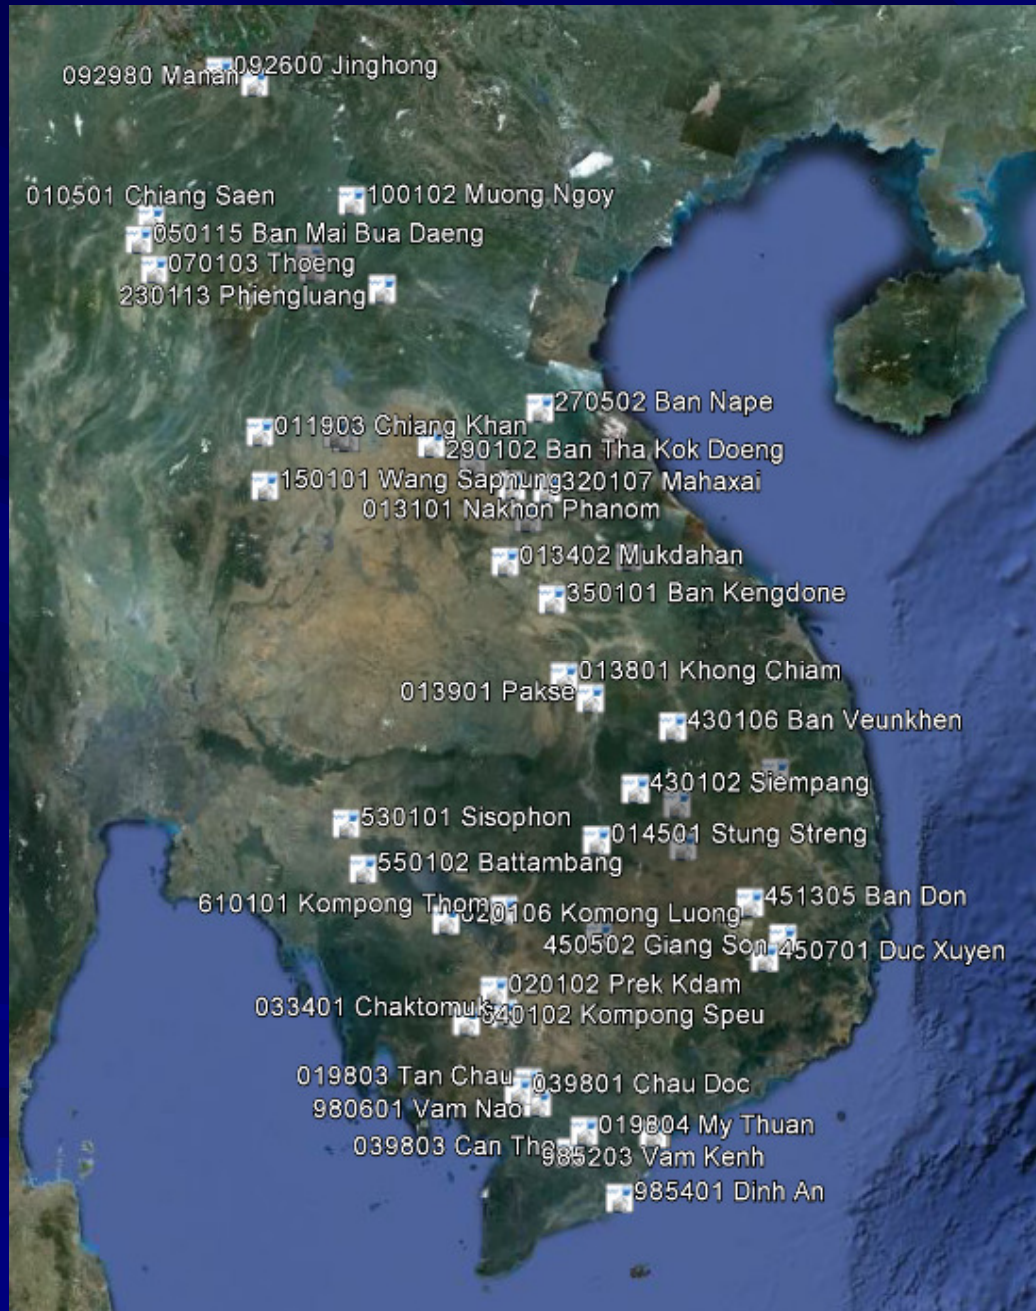 092600 Jinghong
092980 Manan
010501 Chiang Saen
100102 Muong Ngoy
050115 Ban Mai Bua Daeng
070103 Thoeng
230113 Phiengluang
270502 Ban Nape
011903 Chiang Khan
290102 Ban Tha Kok Doeng
150101 Wang Saphung
320107 Mahaxai
013101 Nakhon Phanom
013402 Mukdahan
350101 Ban Kengdone
013801 Khong Chiam
013901 Pakse
430106 Ban Veunkhen
430102 Siempang
530101 Sisophon
014501 Stung Streng
550102 Battambang
451305 Ban Don
610101 Kompong Thom
020106 Komong Luong
450502 Giang Son
450701 Duc Xuyen
020102 Prek Kdam
033401 Chaktomuk
640102 Kompong Speu
019803 Tan Chau
039801 Chau Doc
980601 Vam Nao
019804 My Thuan
039803 Can Tho
985203 Vam Kenh
985401 Dinh An